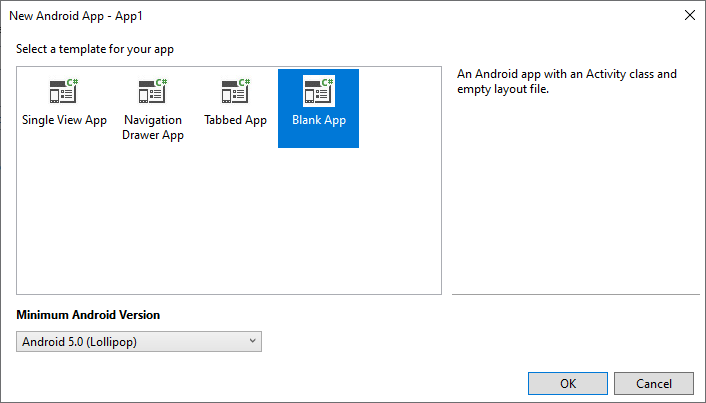 New Android App - App1
Select a template for your app
C# C# C# C#
Single View App
Navigation
Drawer App
Tabbed App
Blank App
An Android app with an Activity class and
empty layout file.
Minimum Android Version
Android 5.0 (Lollipop)
OK
Cancel